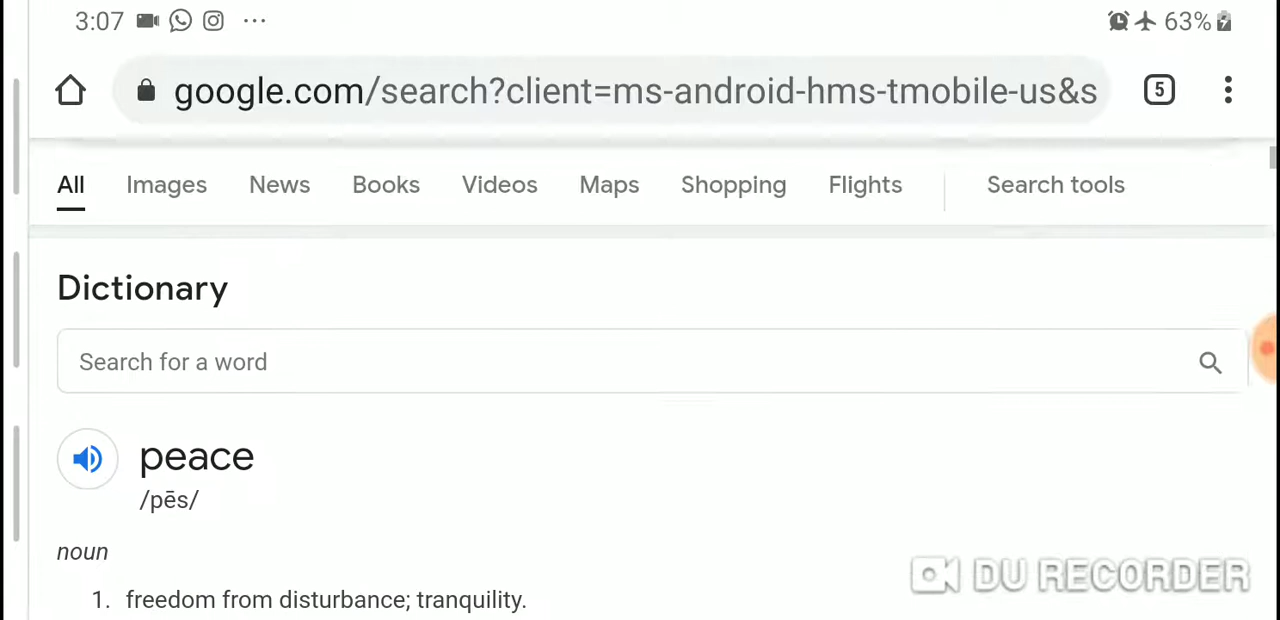 3:07 ... 63%
google.com/search?client=ms-android-hms-tmobile-us&s 5
All Images News Books Videos Maps Shopping Flights Search tools
Dictionary
Search for a word
peace
/pēs/
noun
1. freedom from disturbance; tranquility.
DU RECORDER